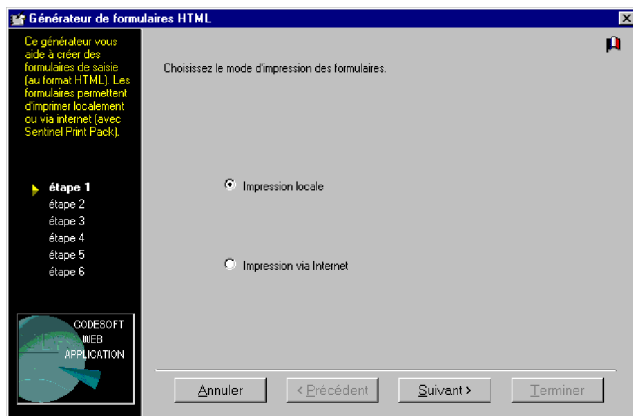 Générateur de formulaires HTML
Ce générateur vous
aide à créer des
formulaires de saisie
(au format HTML). Les
formulaires permettent
d'imprimer localement
ou via internet (avec
Sentinel Print Pack).
Choisissez le mode d'impression des formulaires.
étape 1
étape 2
étape 3
étape 4
étape 5
étape 6
Impression locale
Impression via Internet
CODESOFT
WEB
APPLICATION
Annuler
< Précédent
Suivant >
Terminer